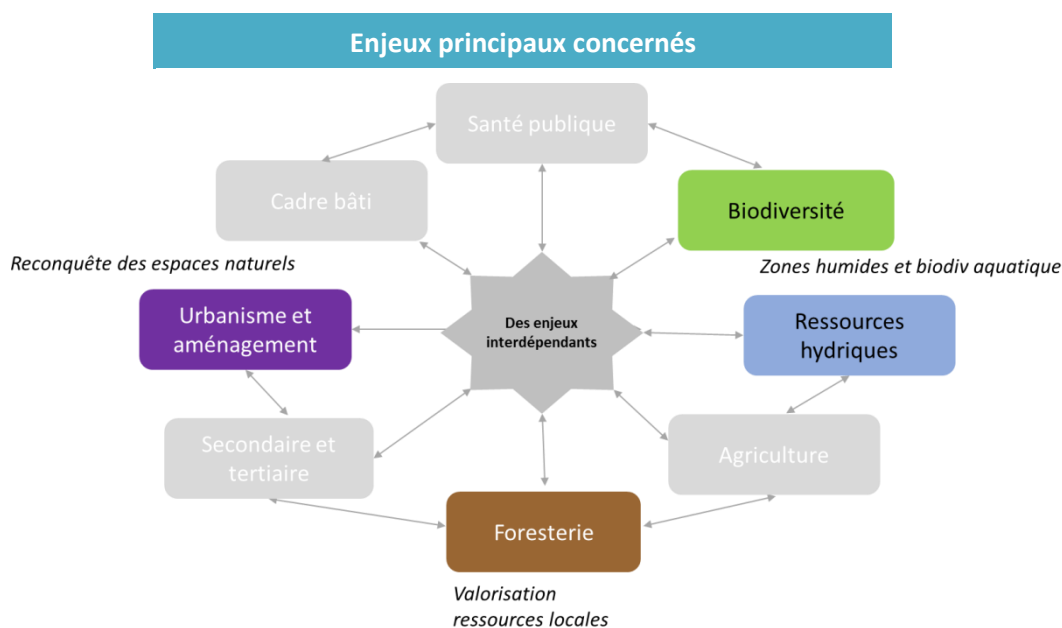 Enjeux principaux concernés
Santé publique
Cadre bâti
Biodiversité
Reconquête des espaces naturels
Zones humides et biodiv aquatique
Urbanisme et
aménagement
Des enjeux
interdépendants
Ressources
hydriques
Secondaire et
tertiaire
Agriculture
Foresterie
Valorisation
ressources locales